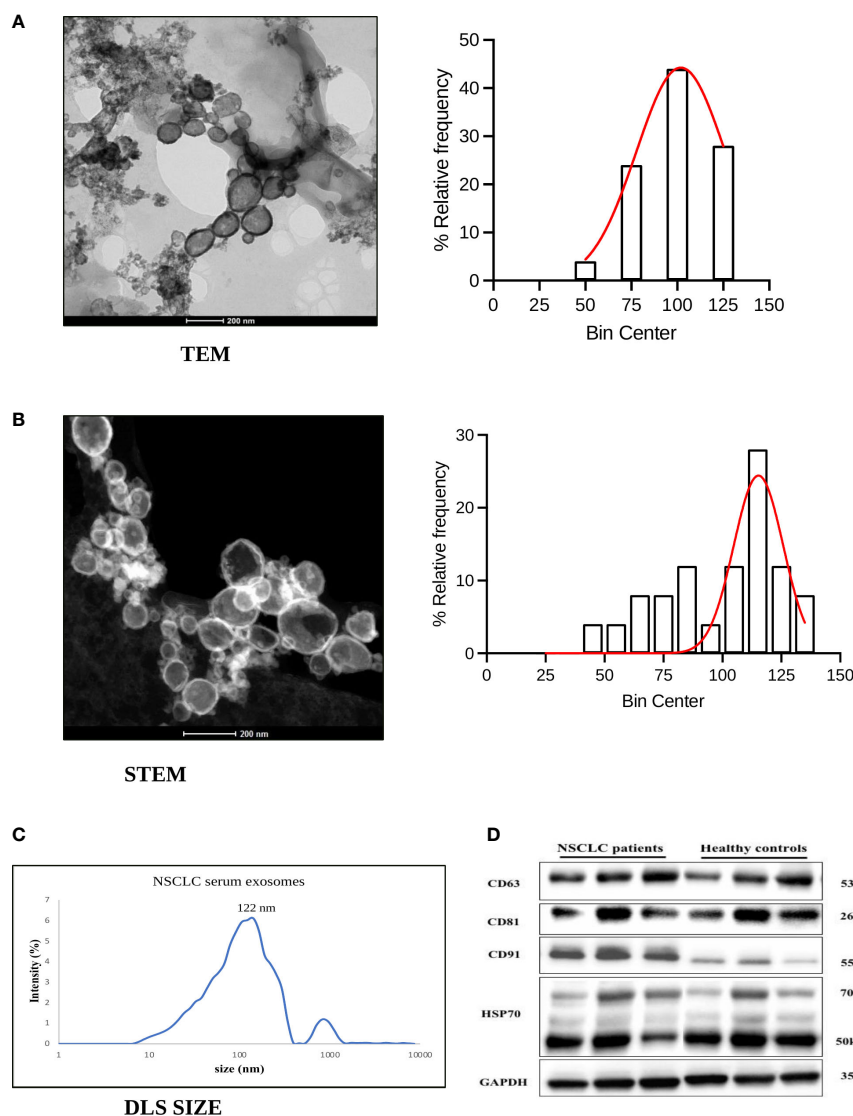 A
200 nm
TEM
% Relative frequency
50
40
30
20
10
0
0 25 50 75 100 125 150
Bin Center
B
200 nm
STEM
% Relative frequency
30
20
10
0
0 25 50 75 100 125 150
Bin Center
C
NSCLC serum exosomes
122 nm
Intensity (%)
7
6
5
4
3
2
1
0
1 10 100 1000 10000
size (nm)
DLS SIZE
D
NSCLC patients Healthy controls
CD63 53
CD81 26
CD91 55
HSP70 70
50k
GAPDH 35